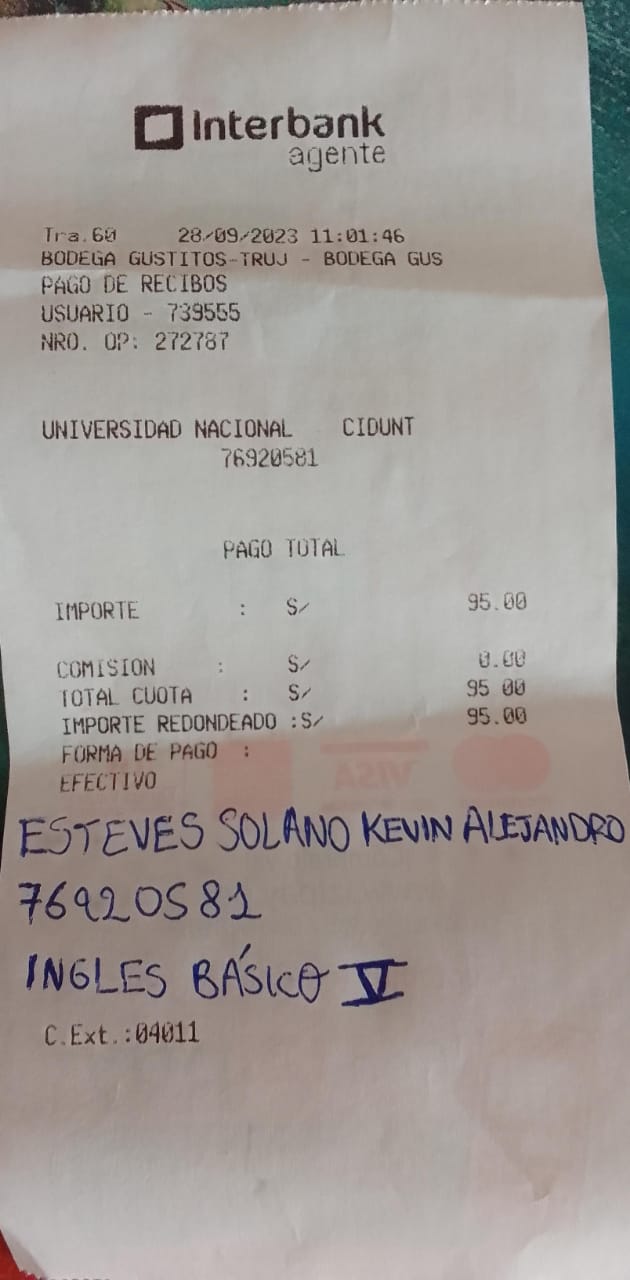 Interbank
agente
Tra.60 28/09/2023 11:01:46
BODEGA GUSTITOS-TRUJ - BODEGA GUS
PAGO DE RECIBOS
USUARIO - 739555
NRO. OP: 272787
UNIVERSIDAD NACIONAL CIDUNT
76920581
PAGO TOTAL
IMPORTE : S/ 95.00
COMISION : S/ 0.00
TOTAL CUOTA : S/ 95 00
IMPORTE REDONDEADO :S/ 95.00
FORMA DE PAGO :
EFECTIVO
VISA
ESTEVES SOLANO KEVIN ALEJANDRO
76920581
INGLES BÁSICO V
C.Ext.:04011